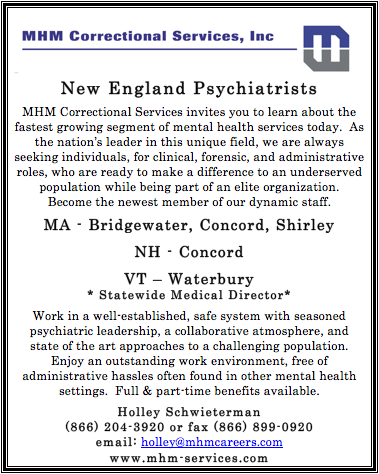 MHM Correctional Services, Inc
New England Psychiatrists
MHM Correctional Services invites you to learn about the
fastest growing segment of mental health services today.  As
the nation's leader in this unique field, we are always
seeking individuals, for clinical, forensic, and administrative
roles, who are ready to make a difference to an underserved
population while being part of an elite organization.
Become the newest member of our dynamic staff.
MA - Bridgewater, Concord, Shirley
NH - Concord
VT – Waterbury
* Statewide Medical Director*
Work in a well-established, safe system with seasoned
psychiatric leadership, a collaborative atmosphere, and
state of the art approaches to a challenging population.
Enjoy an outstanding work environment, free of
administrative hassles often found in other mental health
settings.  Full & part-time benefits available.
Holley Schwieterman
(866) 204-3920 or fax (866) 899-0920
email: holley@mhmcareers.com
www.mhm-services.com